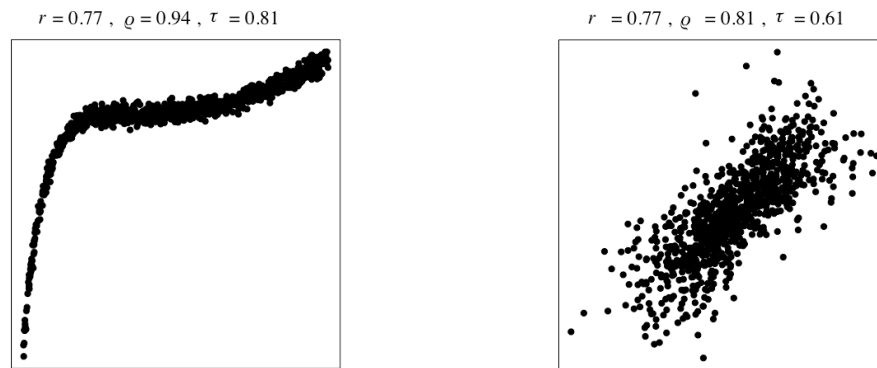 r = 0.77 , ϱ = 0.94 , τ = 0.81
r = 0.77 , ϱ = 0.81 , τ = 0.61